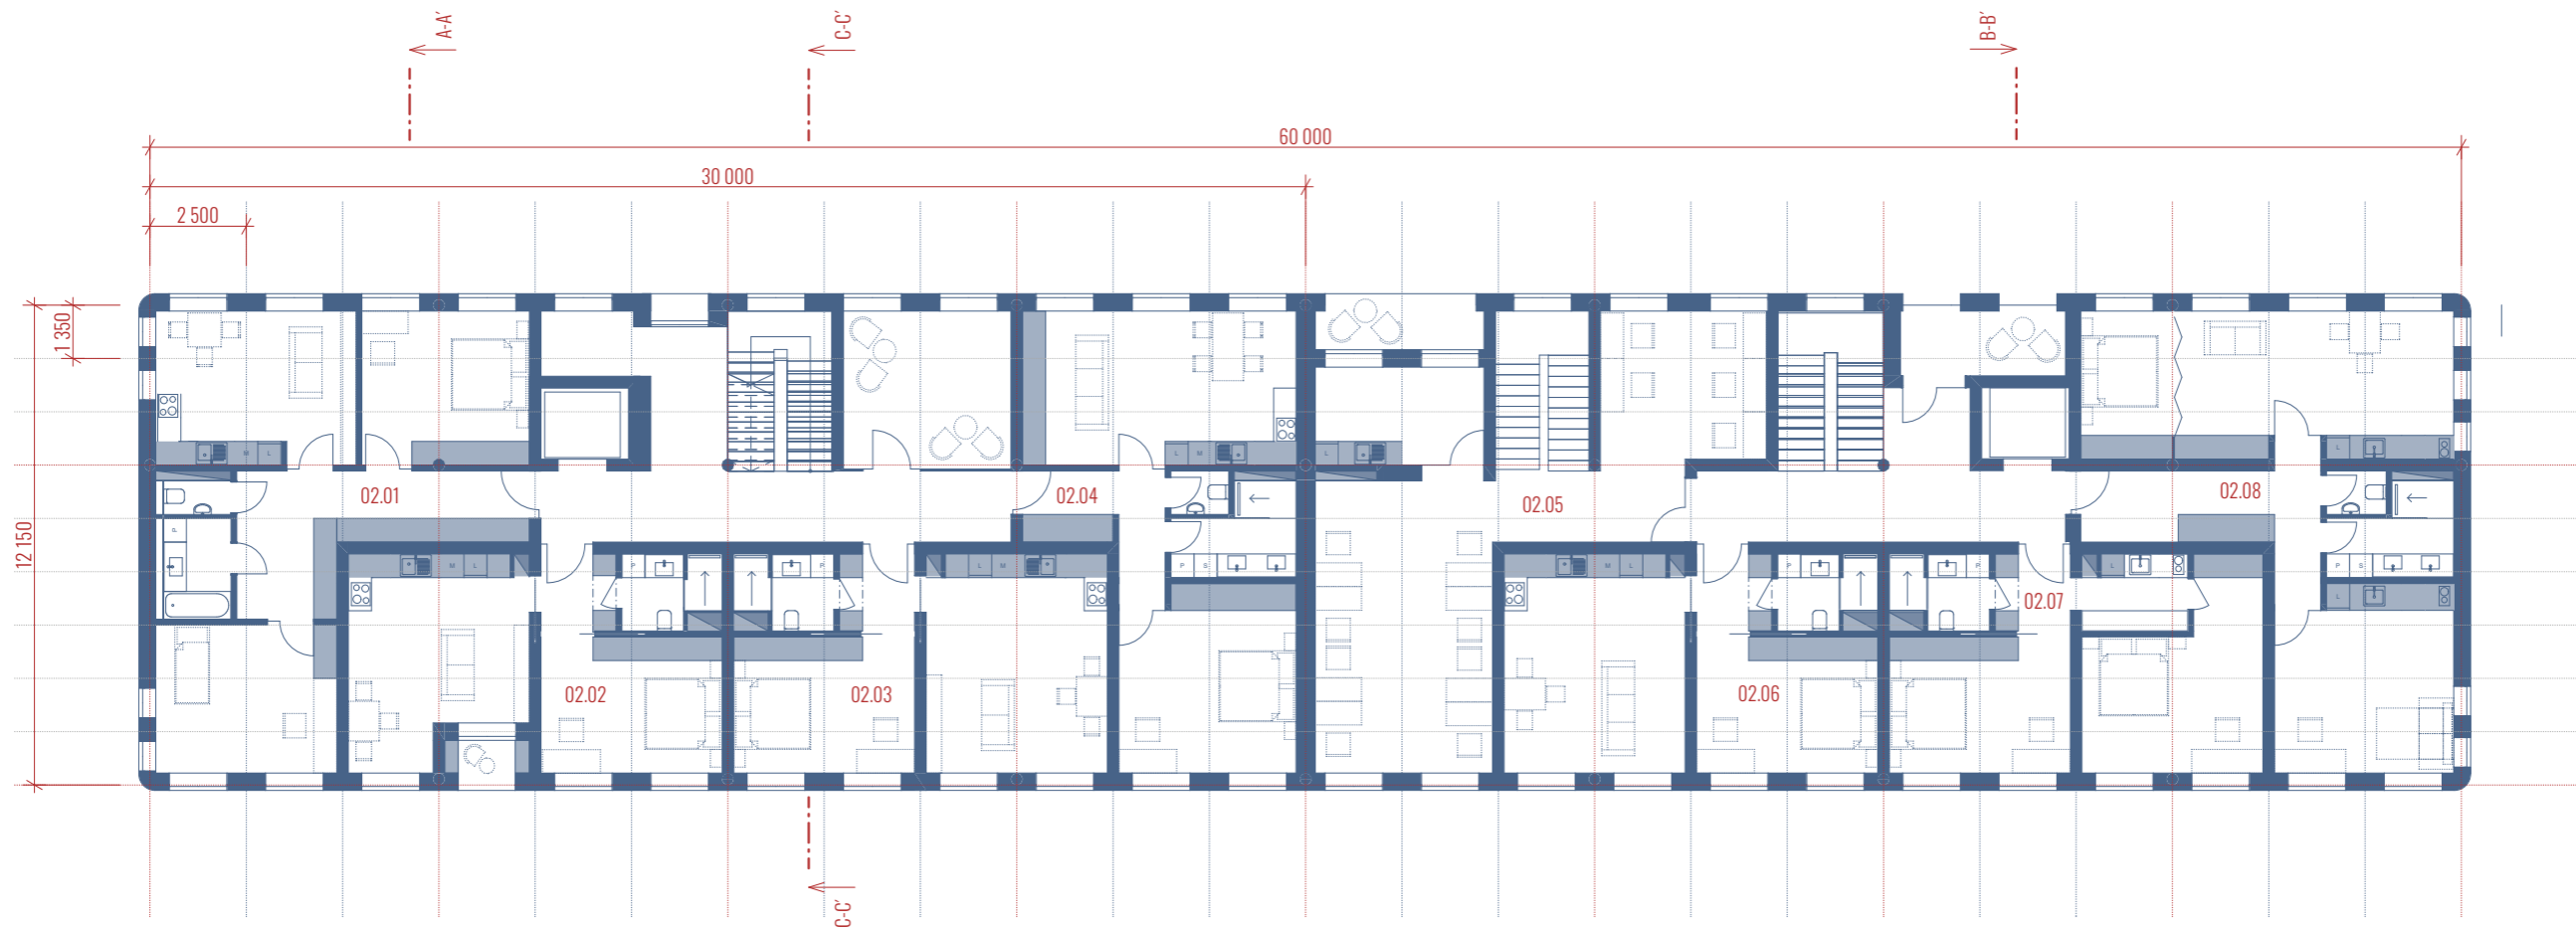 A-A'
C-C'
B-B'
60 000
30 000
2 500
1 350
12 150
M L
L M
L
L
02.01
02.04
02.05
02.08
P
M L
P
P
L M
P S
M L
P
P
L
P S
L
02.07
02.02
02.03
02.06
C-C'